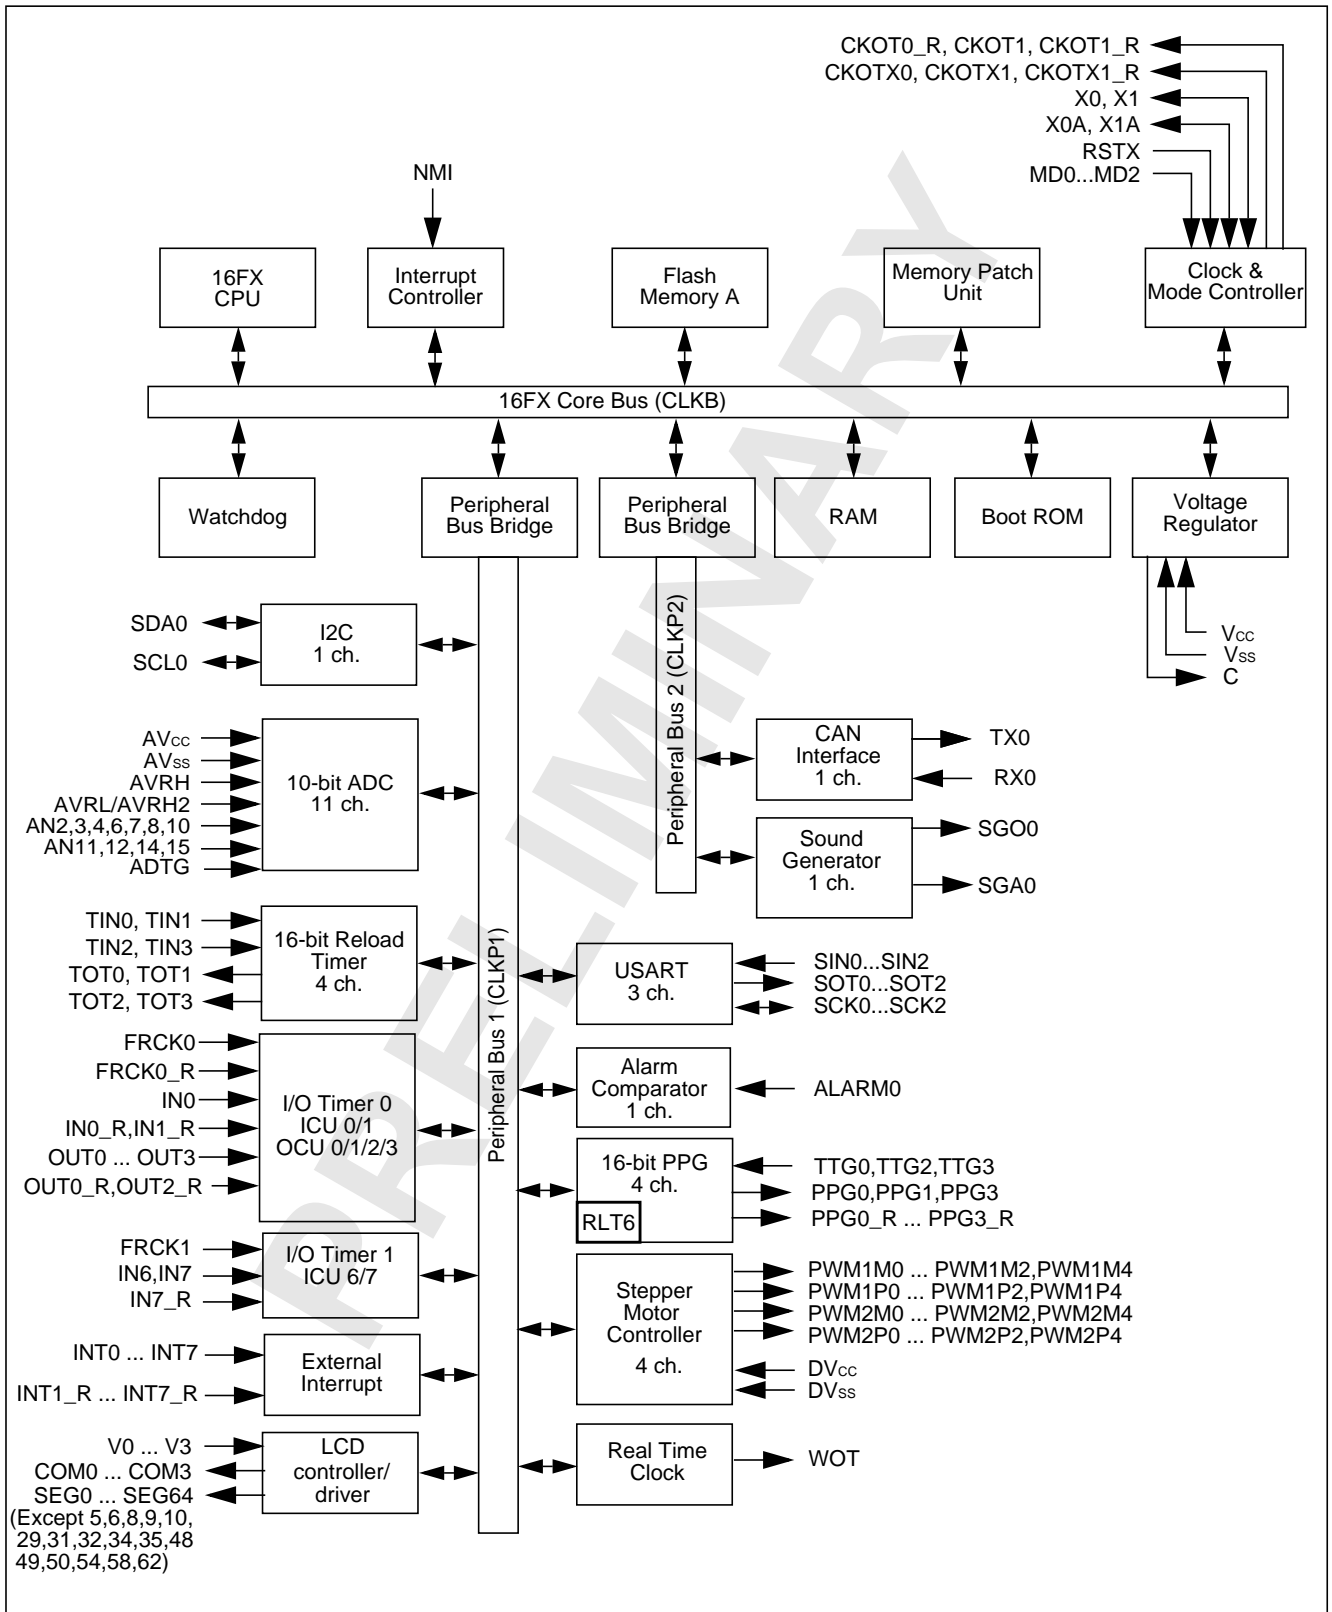 CKOT0_R, CKOT1, CKOT1_R
CKOTX0, CKOTX1, CKOTX1_R
X0, X1
X0A, X1A
RSTX
MD0...MD2
NMI
16FX
CPU
Interrupt
Controller
Flash
Memory A
Memory Patch
Unit
Clock &
Mode Controller
16FX Core Bus (CLKB)
Watchdog
Peripheral
Bus Bridge
Peripheral
Bus Bridge
RAM
Boot ROM
Voltage
Regulator
Vcc
Vss
C
Peripheral Bus 1 (CLKP1)
Peripheral Bus 2 (CLKP2)
SDA0
SCL0
I2C
1 ch.
AVcc
AVss
AVRH
AVRL/AVRH2
AN2,3,4,6,7,8,10
AN11,12,14,15
ADTG
10-bit ADC
11 ch.
CAN
Interface
1 ch.
TX0
RX0
Sound
Generator
1 ch.
SGO0
SGA0
TIN0, TIN1
TIN2, TIN3
TOT0, TOT1
TOT2, TOT3
16-bit Reload
Timer
4 ch.
USART
3 ch.
SIN0...SIN2
SOT0...SOT2
SCK0...SCK2
FRCK0
FRCK0_R
IN0
IN0_R,IN1_R
OUT0 ... OUT3
OUT0_R,OUT2_R
I/O Timer 0
ICU 0/1
OCU 0/1/2/3
Alarm
Comparator
1 ch.
ALARM0
16-bit PPG
4 ch.
RLT6
TTG0,TTG2,TTG3
PPG0,PPG1,PPG3
PPG0_R ... PPG3_R
FRCK1
IN6,IN7
IN7_R
I/O Timer 1
ICU 6/7
Stepper
Motor
Controller
4 ch.
PWM1M0 ... PWM1M2,PWM1M4
PWM1P0 ... PWM1P2,PWM1P4
PWM2M0 ... PWM2M2,PWM2M4
PWM2P0 ... PWM2P2,PWM2P4
DVcc
DVss
INT0 ... INT7
INT1_R ... INT7_R
External
Interrupt
V0 ... V3
COM0 ... COM3
SEG0 ... SEG64
(Except 5,6,8,9,10,
29,31,32,34,35,48
49,50,54,58,62)
LCD
controller/
driver
Real Time
Clock
WOT
PRELIMINARY